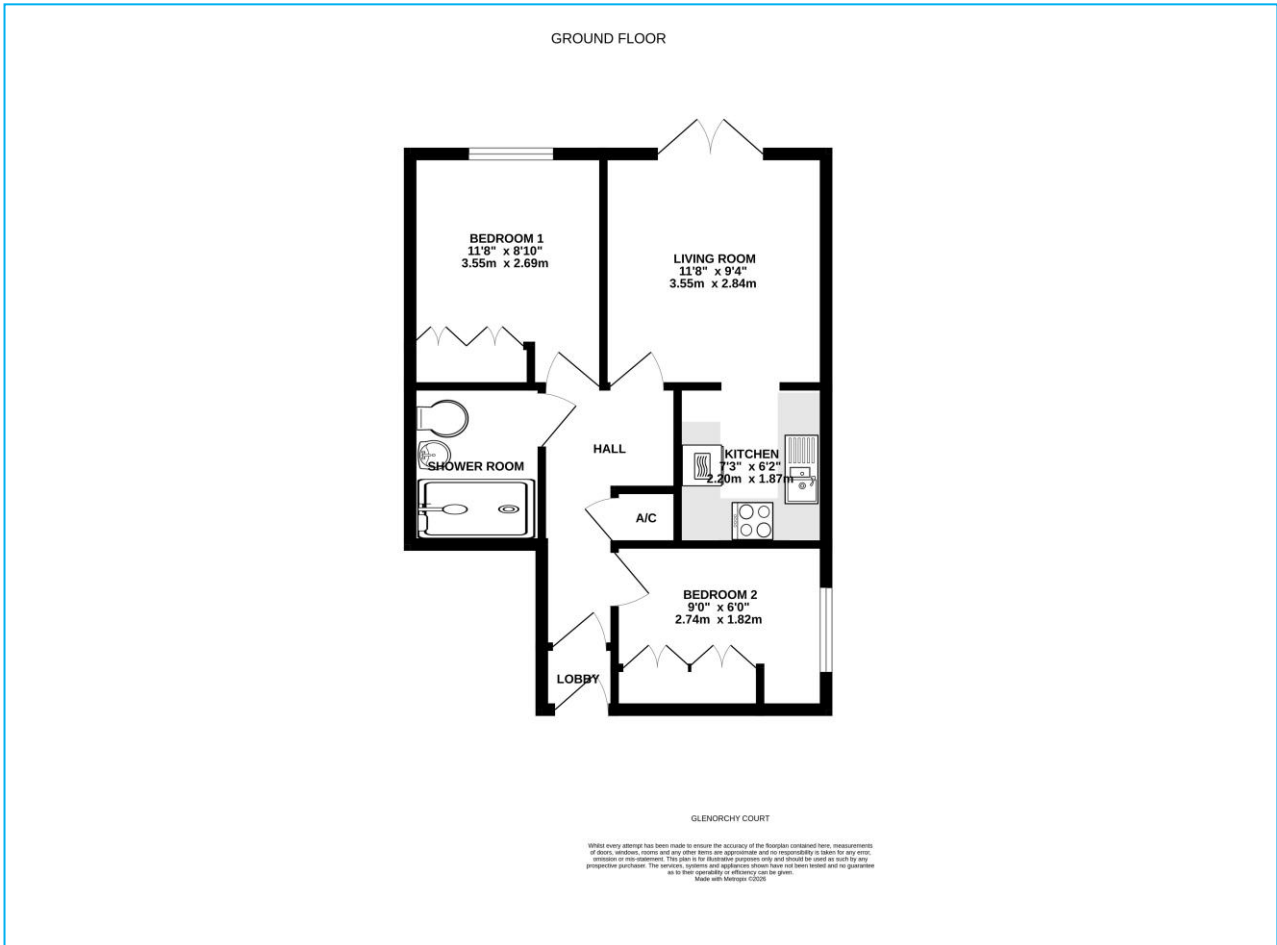 GROUND FLOOR
BEDROOM 1
11'8" x 8'10"
3.55m x 2.69m
LIVING ROOM
11'8" x 9'4"
3.55m x 2.84m
HALL
KITCHEN
7'3" x 6'2"
2.20m x 1.87m
SHOWER ROOM
A/C
BEDROOM 2
9'0" x 6'0"
2.74m x 1.82m
LOBBY
GLENORCHY COURT
Whilst every attempt has been made to ensure the accuracy of the floorplan contained here, measurements
of doors, windows, rooms and any other items are approximate and no responsibility is taken for any error,
omission or mis-statement. This plan is for illustrative purposes only and should be used as such by any
prospective purchaser. The services, systems and appliances shown have not been tested and no guarantee
as to their operability or efficiency can be given.
Made with Metropix ©2026